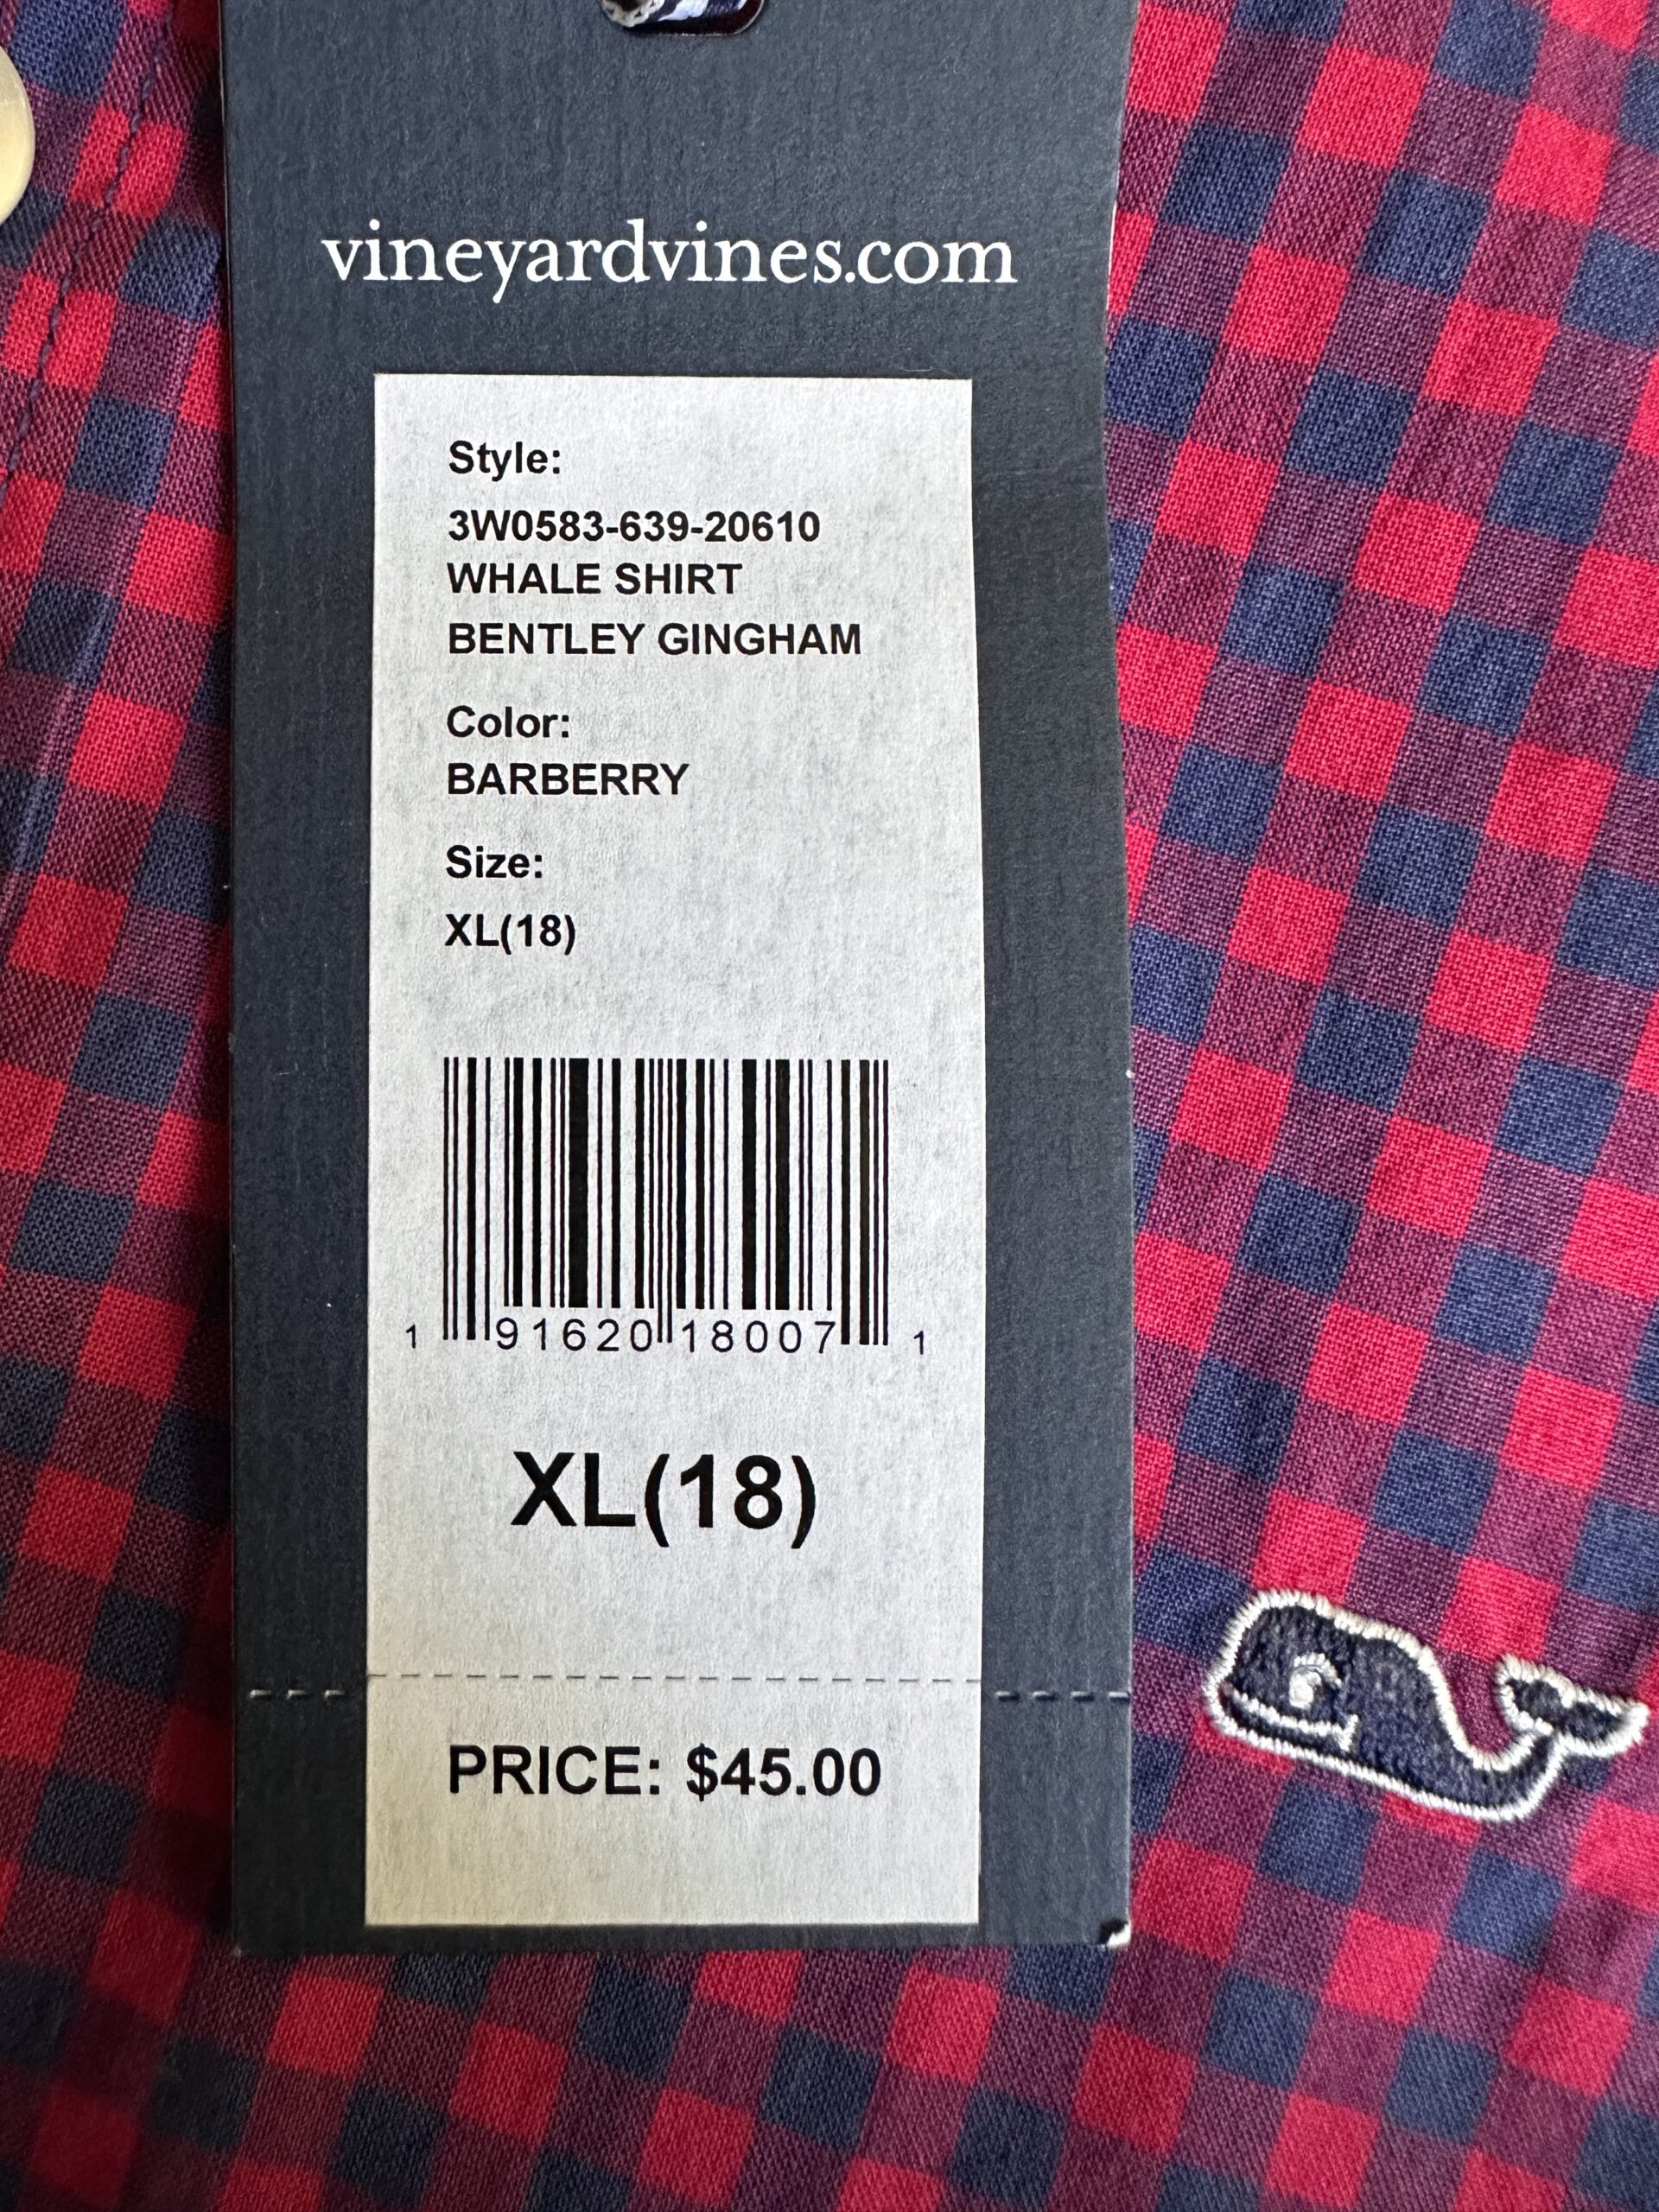 vineyardvines.com
Style:
3W0583-639-20610
WHALE SHIRT
BENTLEY GINGHAM
Color:
BARBERRY
Size:
XL(18)
1 91620 18007 1
XL(18)
PRICE: $45.00